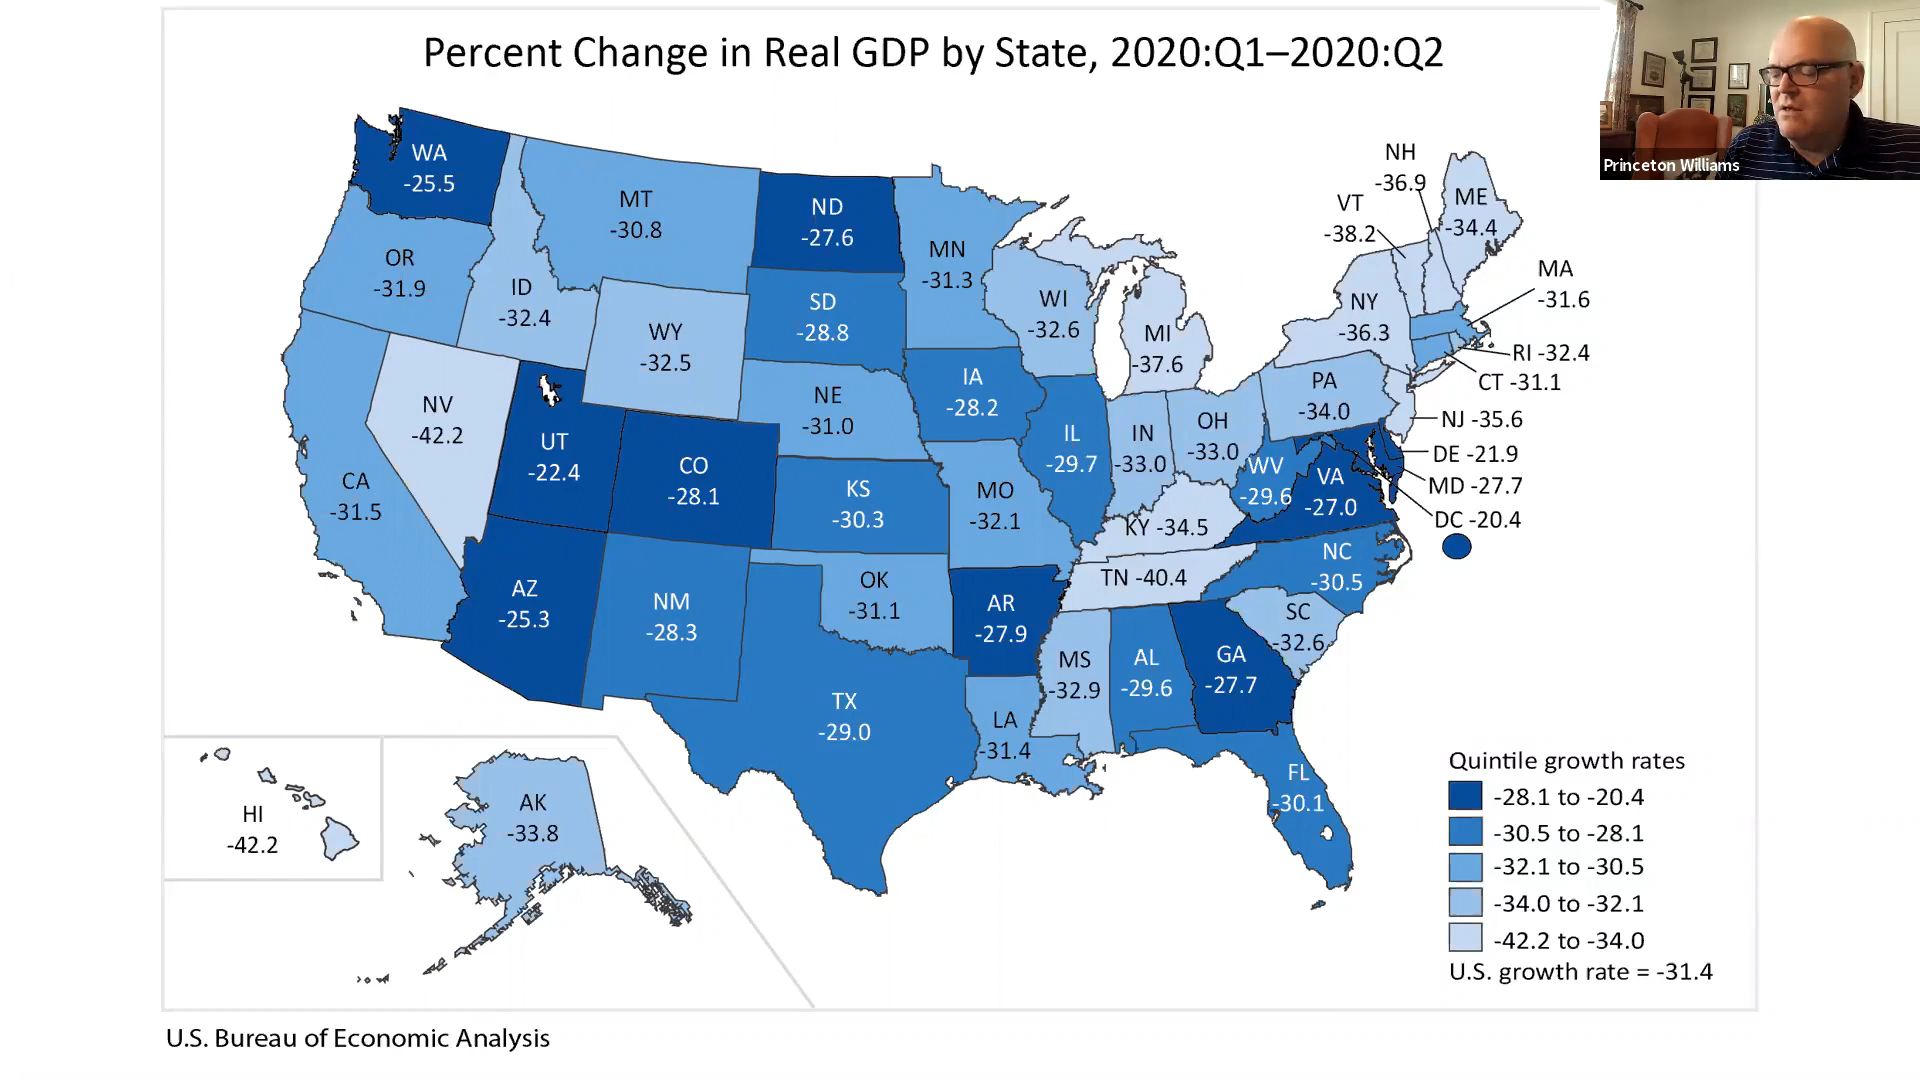 Percent Change in Real GDP by State, 2020:Q1–2020:Q2
Princeton Williams
WA
-25.5
OR
-31.9
CA
-31.5
NV
-42.2
ID
-32.4
MT
-30.8
WY
-32.5
UT
-22.4
CO
-28.1
AZ
-25.3
NM
-28.3
ND
-27.6
SD
-28.8
NE
-31.0
KS
-30.3
OK
-31.1
TX
-29.0
MN
-31.3
IA
-28.2
MO
-32.1
AR
-27.9
LA
-31.4
WI
-32.6
IL
-29.7
MI
-37.6
IN
-33.0
OH
-33.0
KY -34.5
TN -40.4
MS
-32.9
AL
-29.6
GA
-27.7
FL
-30.1
SC
-32.6
NC
-30.5
VA
-27.0
WV
-29.6
PA
-34.0
NY
-36.3
VT
-38.2
NH
-36.9
ME
-34.4
MA
-31.6
RI -32.4
CT -31.1
NJ -35.6
DE -21.9
MD -27.7
DC -20.4
HI
-42.2
AK
-33.8
Quintile growth rates
-28.1 to -20.4
-30.5 to -28.1
-32.1 to -30.5
-34.0 to -32.1
-42.2 to -34.0
U.S. growth rate = -31.4
U.S. Bureau of Economic Analysis